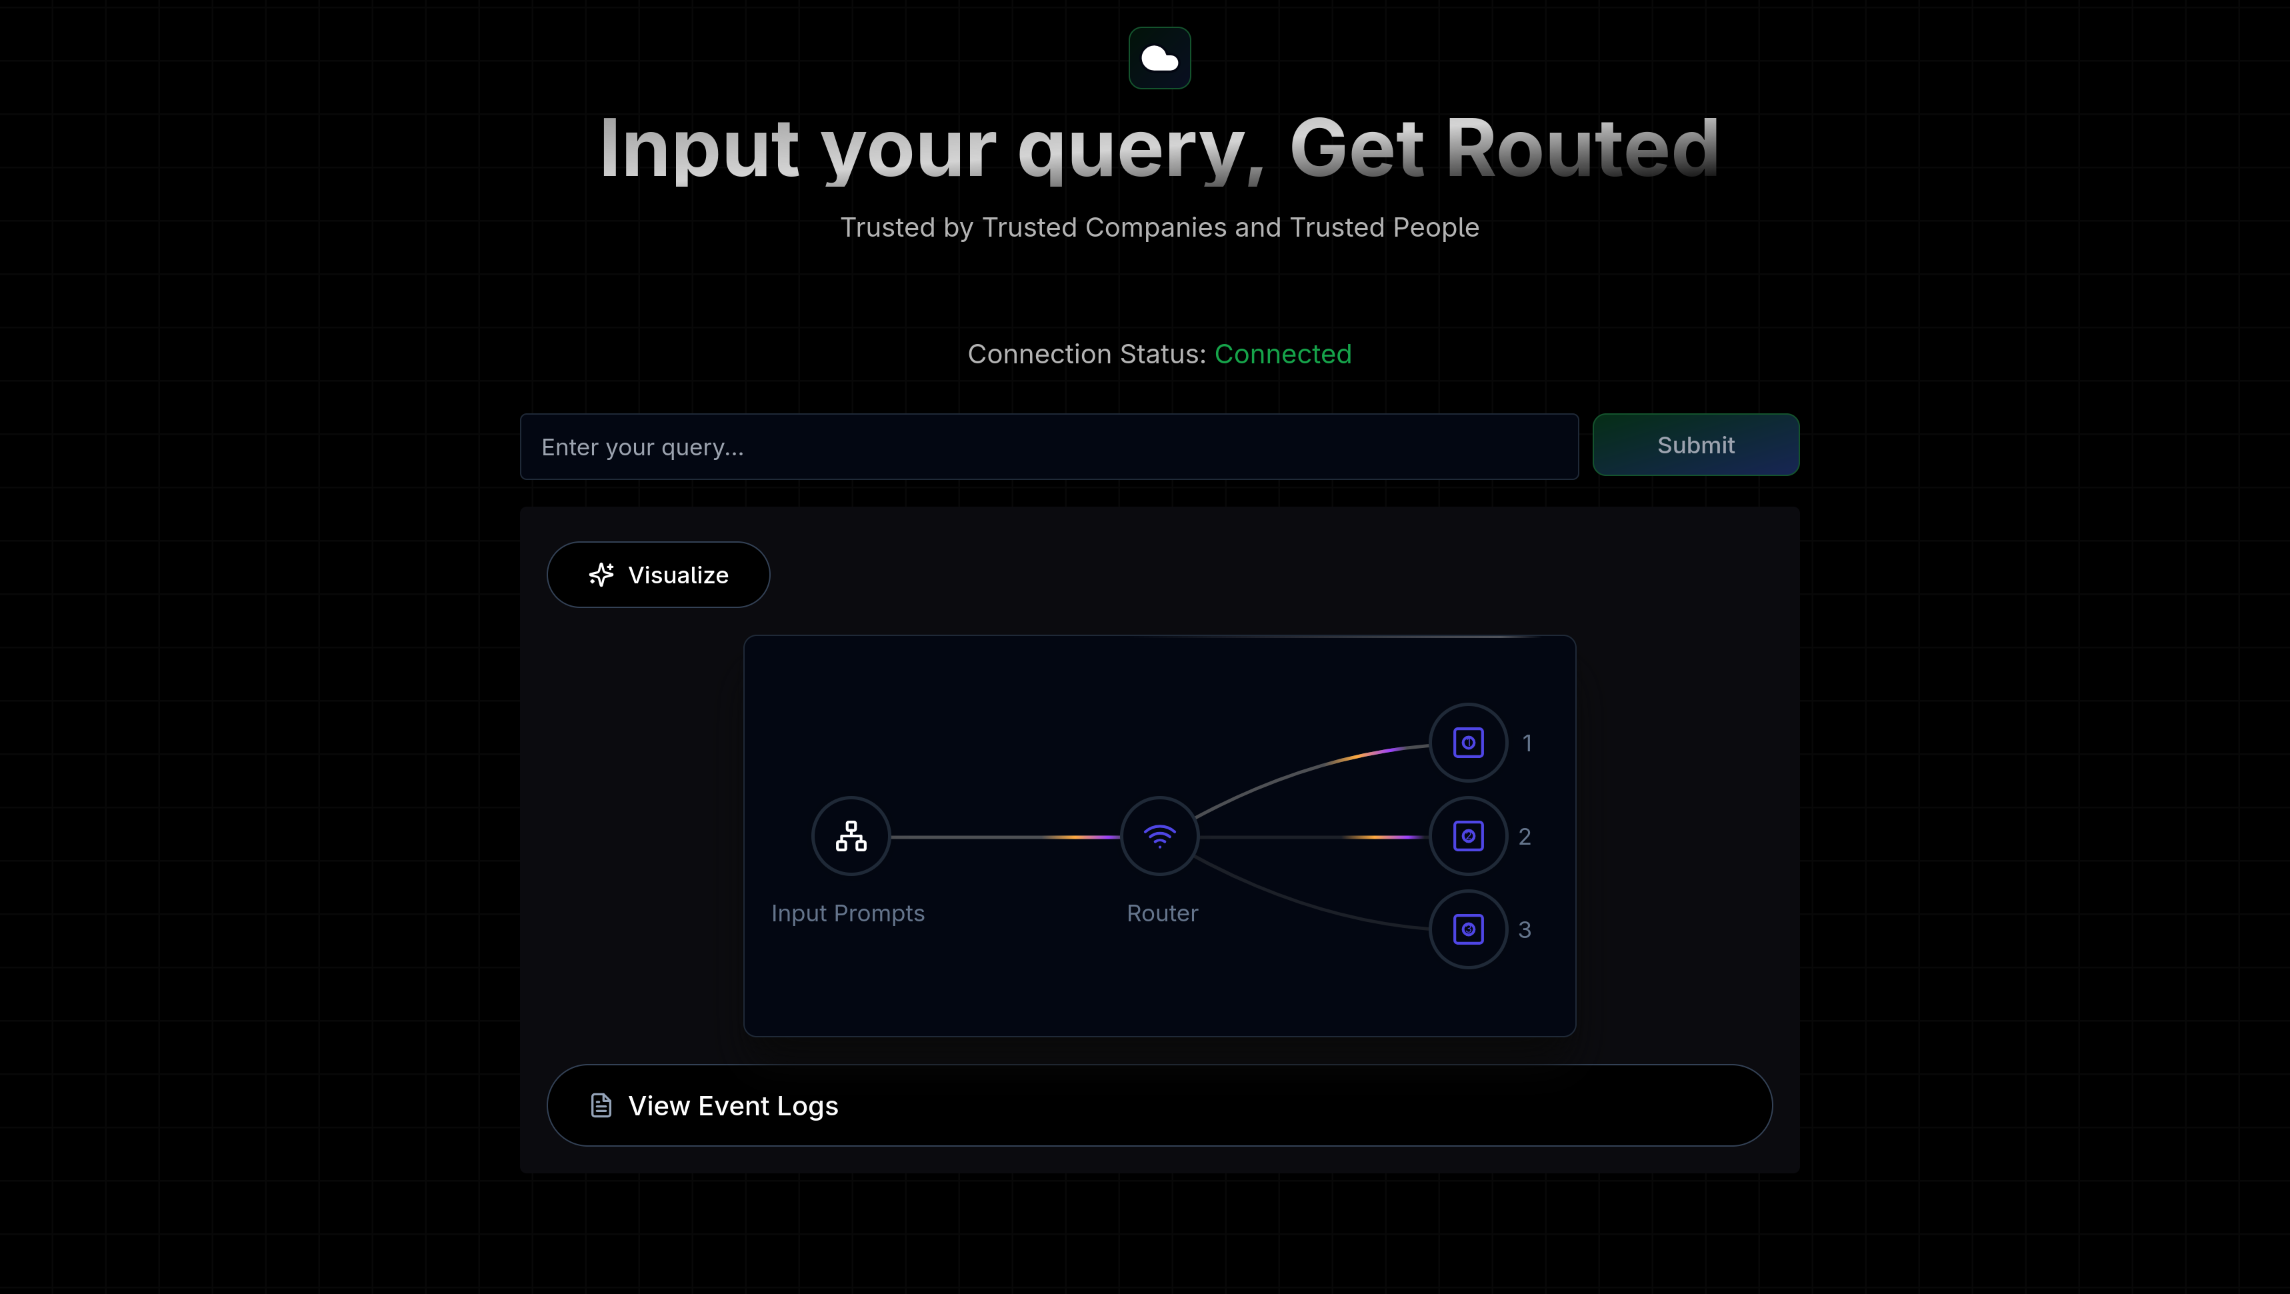 Input your query, Get Routed
Trusted by Trusted Companies and Trusted People
Connection Status: Connected
Enter your query...
Submit
Visualize
1
2
3
Input Prompts
Router
View Event Logs